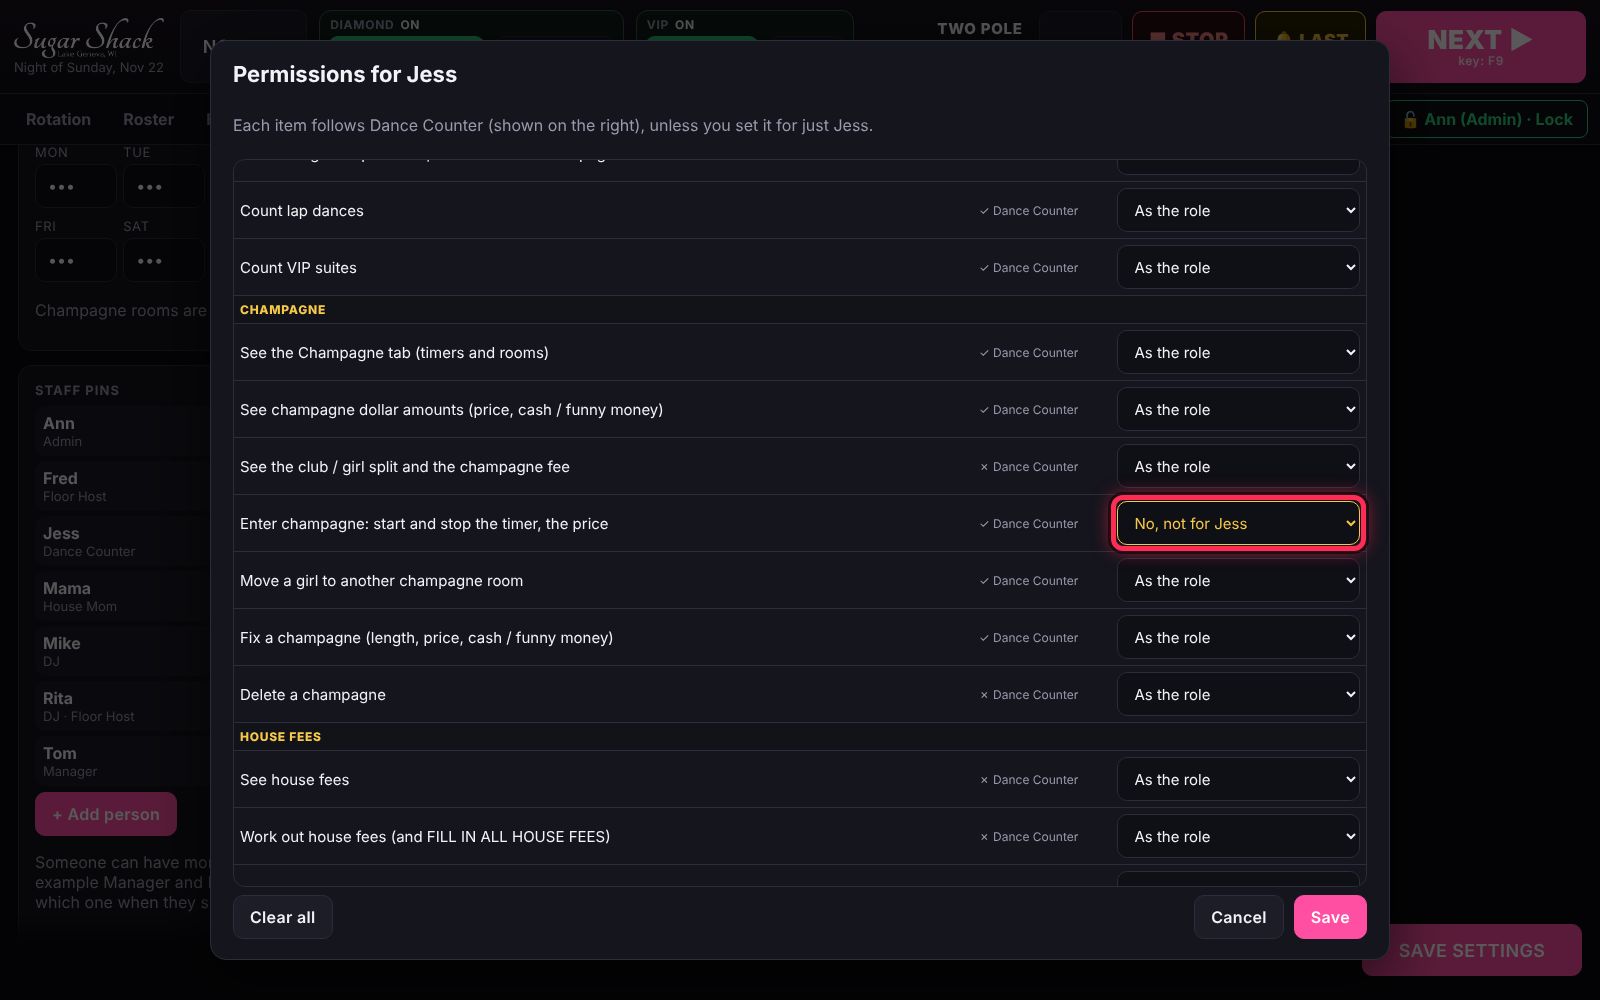 Sugar Shack
Lake Geneva, WI
Night of Sunday, Nov 22
DIAMOND ON
VIP ON
TWO POLE
STOP
LAST
NEXT ▶
key: F9
Rotation
Roster
Ann (Admin) · Lock
Permissions for Jess
Each item follows Dance Counter (shown on the right), unless you set it for just Jess.
Count lap dances ✓ Dance Counter As the role
Count VIP suites ✓ Dance Counter As the role
CHAMPAGNE
See the Champagne tab (timers and rooms) ✓ Dance Counter As the role
See champagne dollar amounts (price, cash / funny money) ✓ Dance Counter As the role
See the club / girl split and the champagne fee × Dance Counter As the role
Enter champagne: start and stop the timer, the price ✓ Dance Counter No, not for Jess
Move a girl to another champagne room ✓ Dance Counter As the role
Fix a champagne (length, price, cash / funny money) ✓ Dance Counter As the role
Delete a champagne × Dance Counter As the role
HOUSE FEES
See house fees × Dance Counter As the role
Work out house fees (and FILL IN ALL HOUSE FEES) × Dance Counter As the role
Clear all
Cancel
Save
MON TUE
••• •••
FRI SAT
••• •••
Champagne rooms are
STAFF PINS
Ann
Admin
Fred
Floor Host
Jess
Dance Counter
Mama
House Mom
Mike
DJ
Rita
DJ · Floor Host
Tom
Manager
+ Add person
Someone can have
example Manager and
which one when they
SAVE SETTINGS